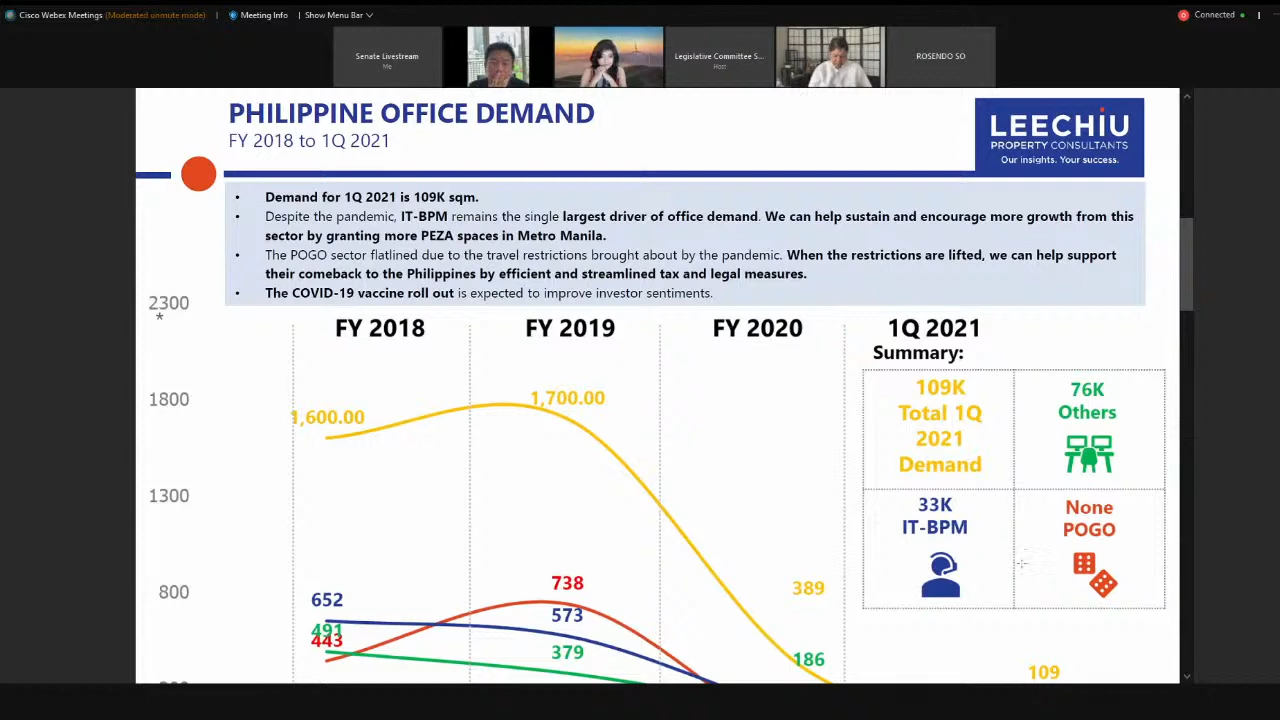 Cisco Webex Meetings (Moderated unmute mode) | Meeting Info | Show Menu Bar
Connected
Senate Livestream
Me
Legislative Committee S...
Host
ROSENDO SO
PHILIPPINE OFFICE DEMAND
FY 2018 to 1Q 2021
LEECHIU
PROPERTY CONSULTANTS
Our insights. Your success.
• Demand for 1Q 2021 is 109K sqm.
• Despite the pandemic, IT-BPM remains the single largest driver of office demand. We can help sustain and encourage more growth from this
sector by granting more PEZA spaces in Metro Manila.
• The POGO sector flatlined due to the travel restrictions brought about by the pandemic. When the restrictions are lifted, we can help support
their comeback to the Philippines by efficient and streamlined tax and legal measures.
• The COVID-19 vaccine roll out is expected to improve investor sentiments.
2300
*
FY 2018 FY 2019 FY 2020 1Q 2021
Summary:
109K
Total 1Q
2021
Demand
76K
Others
33K
IT-BPM
None
POGO
1800
1,600.00
1,700.00
1300
800
652
491
443
738
573
379
389
186
109